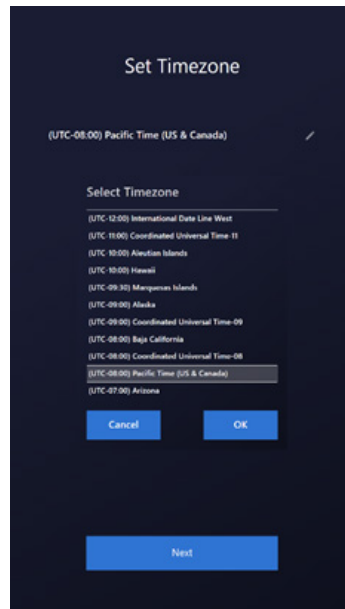 Set Timezone
(UTC-08:00) Pacific Time (US & Canada)
Select Timezone
(UTC-12:00) International Date Line West
(UTC-11:00) Coordinated Universal Time-11
(UTC-10:00) Aleutian Islands
(UTC-10:00) Hawaii
(UTC-09:30) Marquesas Islands
(UTC-09:00) Alaska
(UTC-09:00) Coordinated Universal Time-09
(UTC-08:00) Baja California
(UTC-08:00) Coordinated Universal Time-08
(UTC-08:00) Pacific Time (US & Canada)
(UTC-07:00) Arizona
Cancel OK
Next